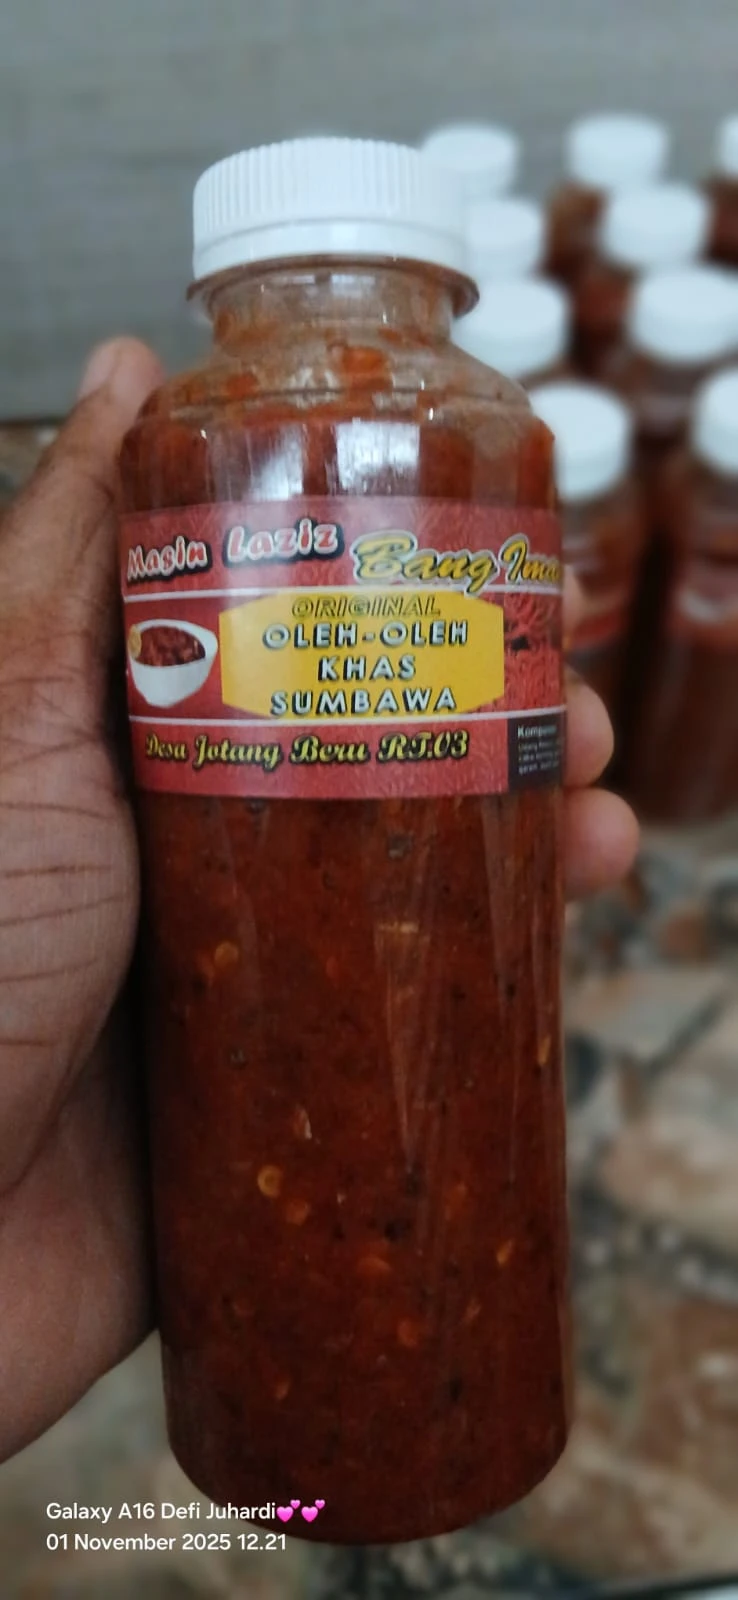 Masin Laziz Bang
ORIGINAL
OLEH-OLEH
KHAS
SUMBAWA
Desa Jotang Beru RT.03
Galaxy A16 Defi Juhardi💕💕
01 November 2025 12.21